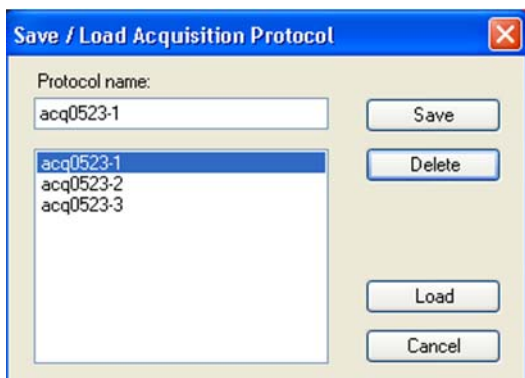 Save / Load Acquisition Protocol
Protocol name:
acq0523-1
Save
acq0523-1
acq0523-2
acq0523-3
Delete
Load
Cancel